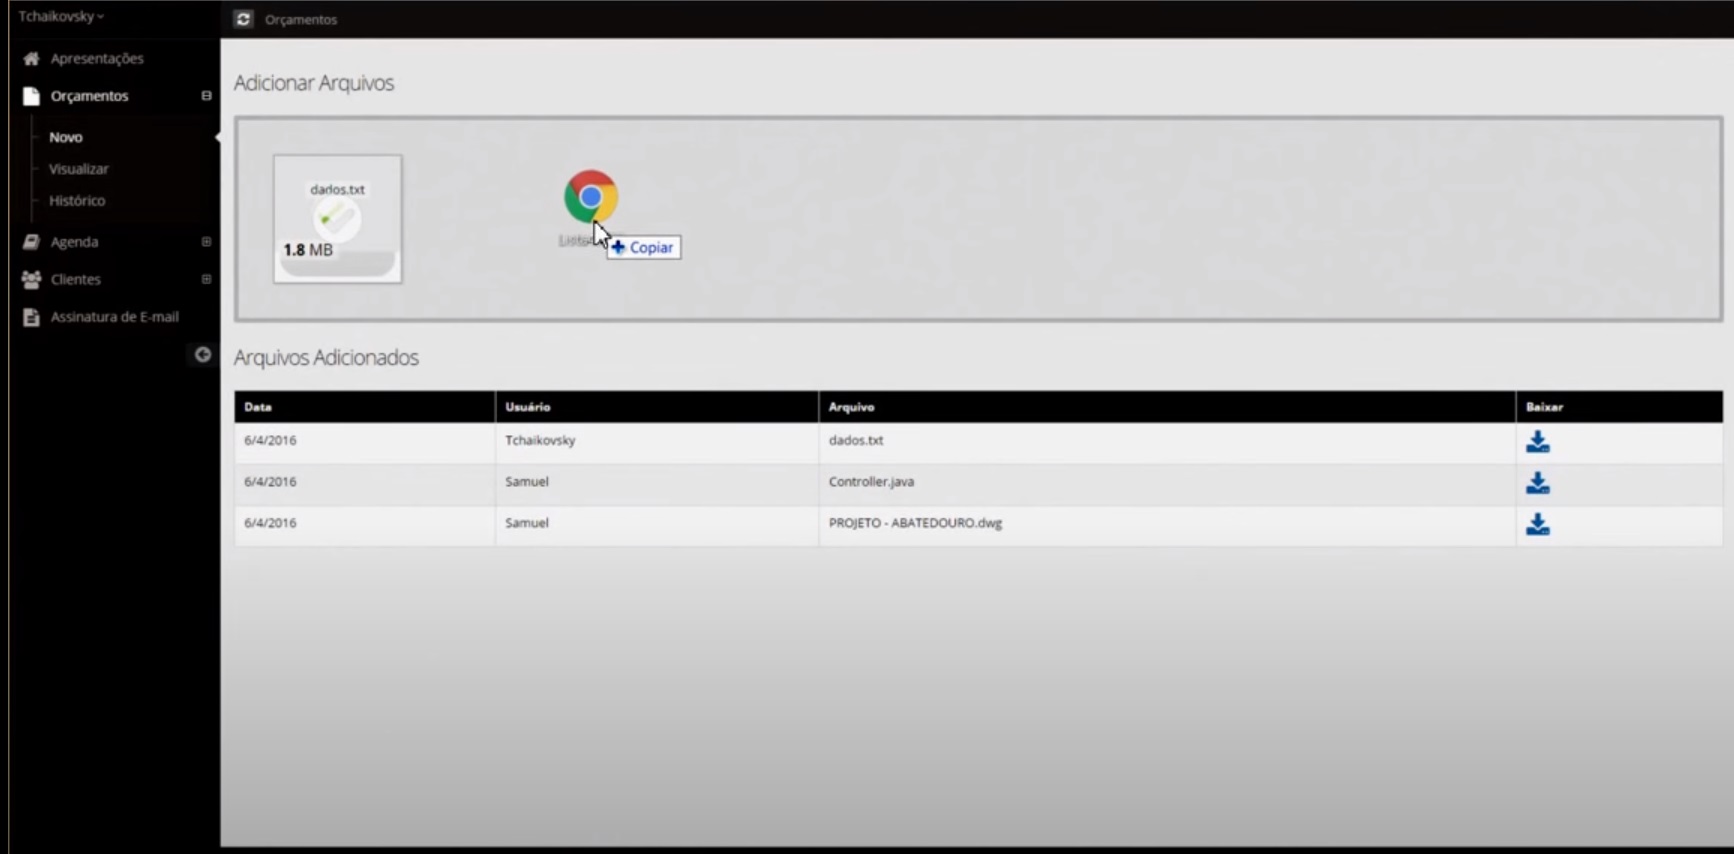 Tchaikovsky
Orçamentos
Apresentações
Orçamentos
Novo
Visualizar
Histórico
Agenda
Clientes
Assinatura de E-mail
Adicionar Arquivos
dados.txt
1.8 MB
Copiar
Arquivos Adicionados
Data Usuário Arquivo Baixar
6/4/2016 Tchaikovsky dados.txt
6/4/2016 Samuel Controller.java
6/4/2016 Samuel PROJETO - ABATEDOURO.dwg